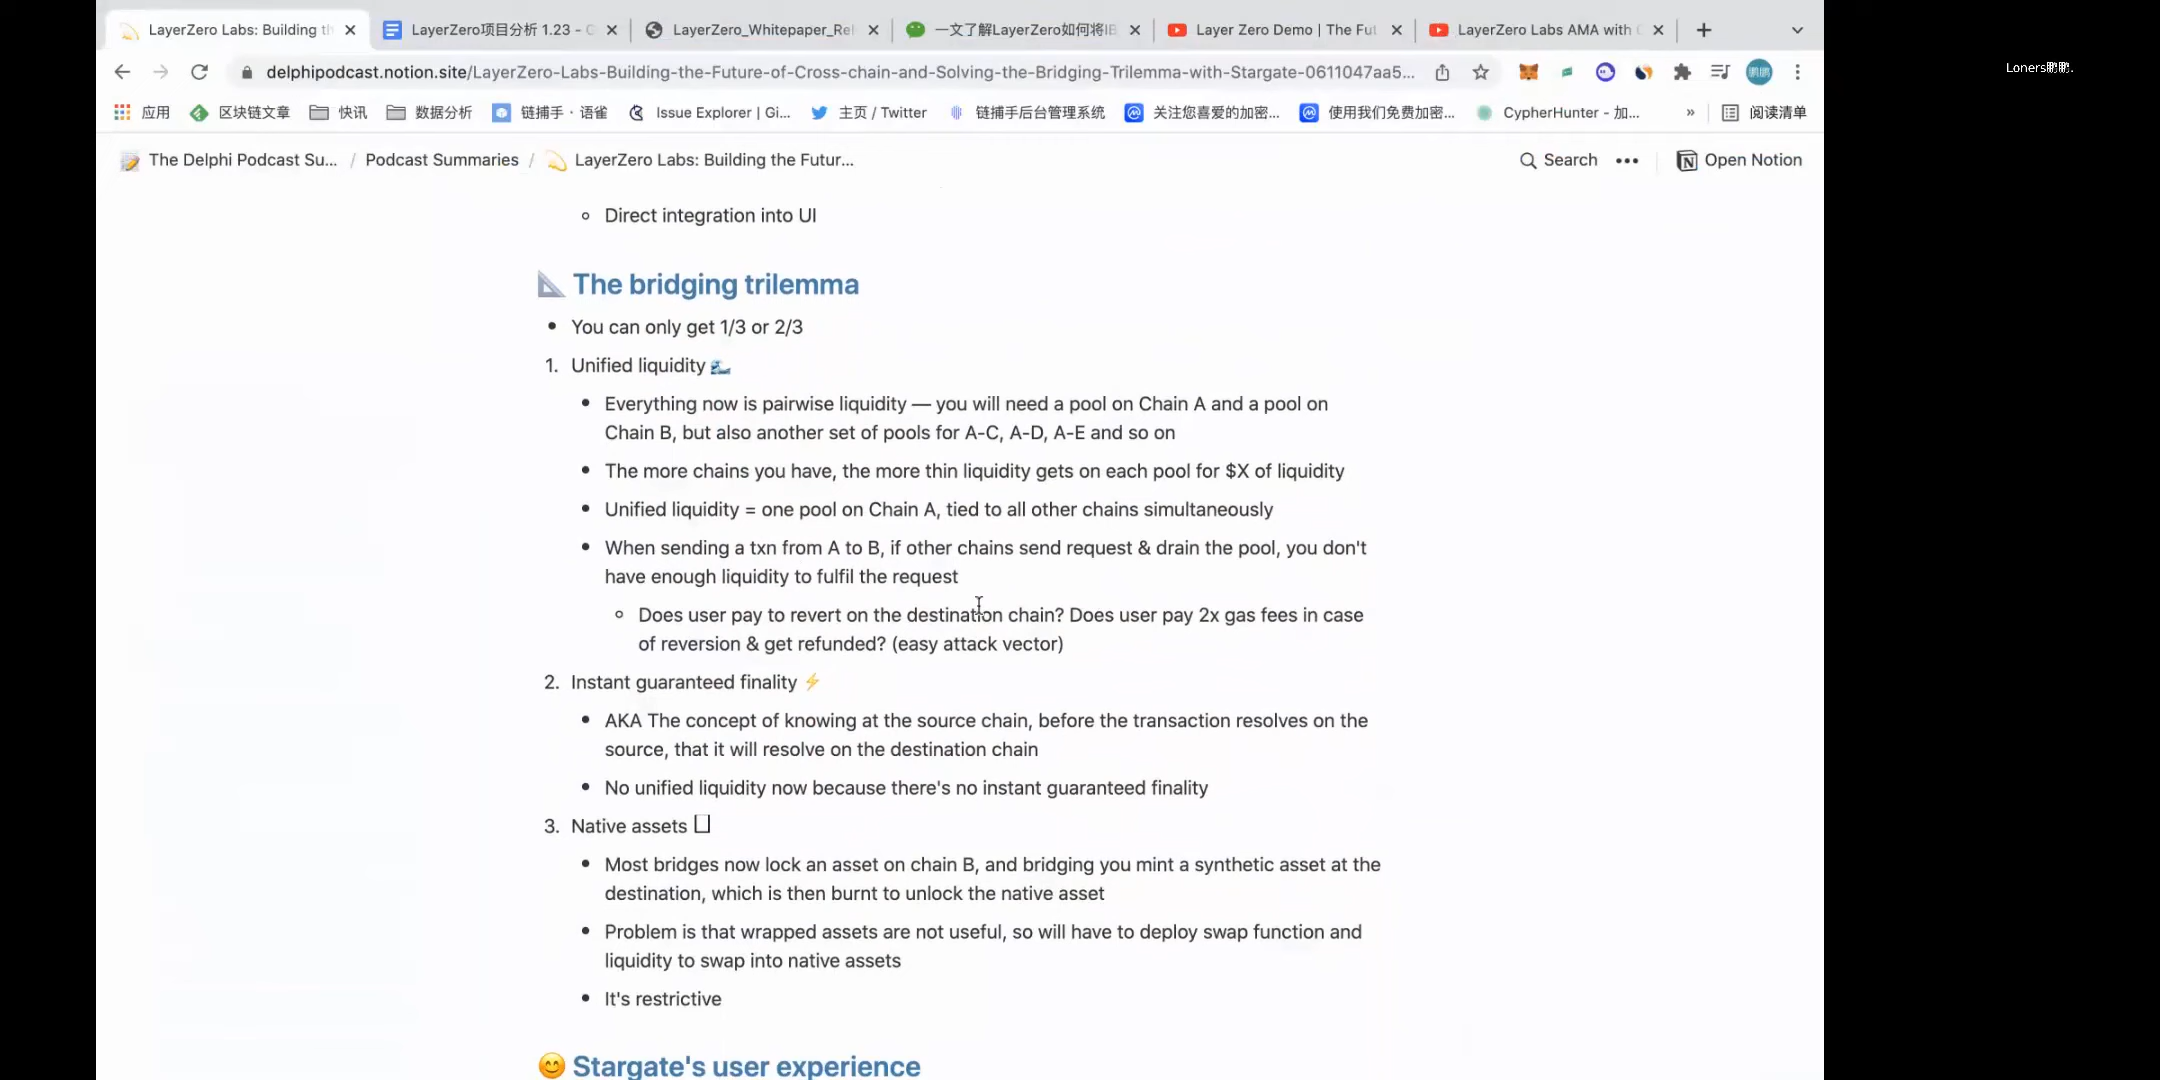 LayerZero Labs: Building th
LayerZero项目分析 1.23 - G
LayerZero_Whitepaper_Rel
一文了解LayerZero如何将IB
Layer Zero Demo | The Fut
LayerZero Labs AMA with C
delphipodcast.notion.site/LayerZero-Labs-Building-the-Future-of-Cross-chain-and-Solving-the-Bridging-Trilemma-with-Stargate-0611047aa5...
鹏鹏
Loners鹏鹏.
应用
区块链文章
快讯
数据分析
链捕手 · 语雀
Issue Explorer | Gi...
主页 / Twitter
链捕手后台管理系统
关注您喜爱的加密...
使用我们免费加密...
CypherHunter - 加...
»
阅读清单
The Delphi Podcast Su... / Podcast Summaries / LayerZero Labs: Building the Futur...
Search
Open Notion
Direct integration into UI
The bridging trilemma
You can only get 1/3 or 2/3
1. Unified liquidity
Everything now is pairwise liquidity — you will need a pool on Chain A and a pool on
Chain B, but also another set of pools for A-C, A-D, A-E and so on
The more chains you have, the more thin liquidity gets on each pool for $X of liquidity
Unified liquidity = one pool on Chain A, tied to all other chains simultaneously
When sending a txn from A to B, if other chains send request & drain the pool, you don't
have enough liquidity to fulfil the request
Does user pay to revert on the destination chain? Does user pay 2x gas fees in case
of reversion & get refunded? (easy attack vector)
2. Instant guaranteed finality ⚡
AKA The concept of knowing at the source chain, before the transaction resolves on the
source, that it will resolve on the destination chain
No unified liquidity now because there's no instant guaranteed finality
3. Native assets
Most bridges now lock an asset on chain B, and bridging you mint a synthetic asset at the
destination, which is then burnt to unlock the native asset
Problem is that wrapped assets are not useful, so will have to deploy swap function and
liquidity to swap into native assets
It's restrictive
Stargate's user experience